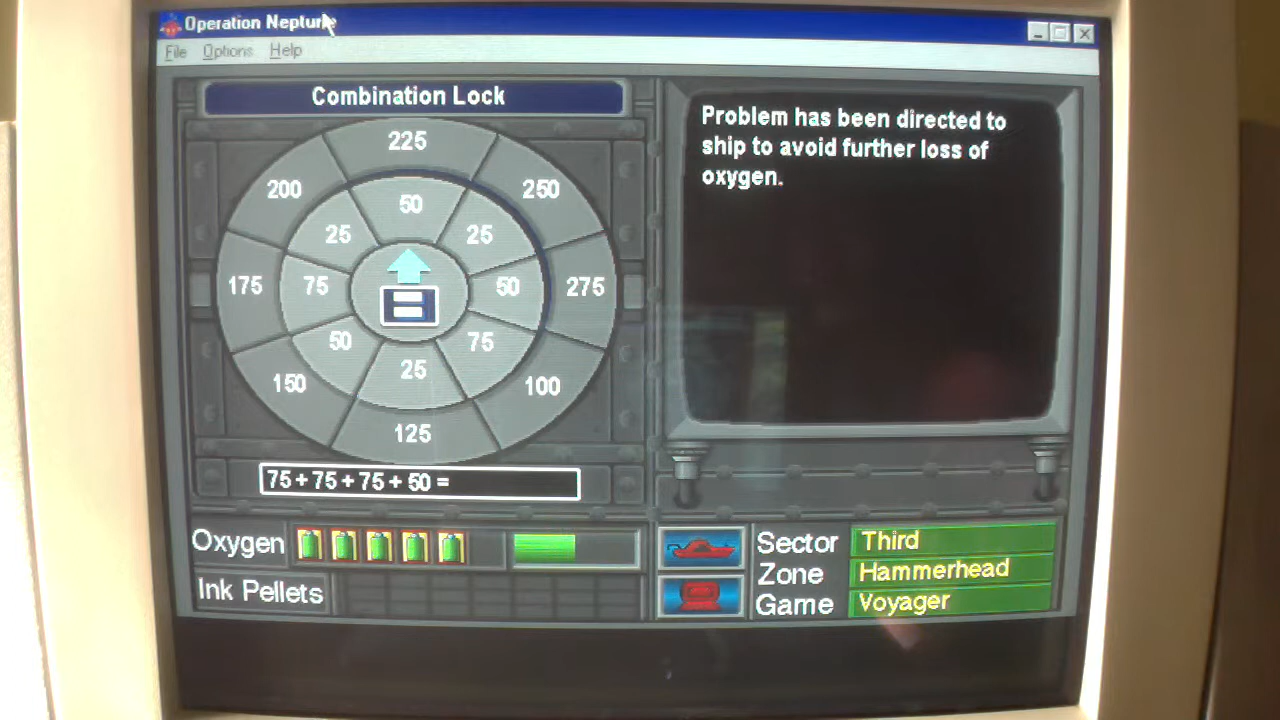 Operation Neptune
File Options Help
Combination Lock
225
200
250
50
25
25
175
75
50
275
50
75
150
25
100
125
75 + 75 + 75 + 50 =
Problem has been directed to
ship to avoid further loss of
oxygen.
Oxygen
Ink Pellets
Sector Third
Zone Hammerhead
Game Voyager